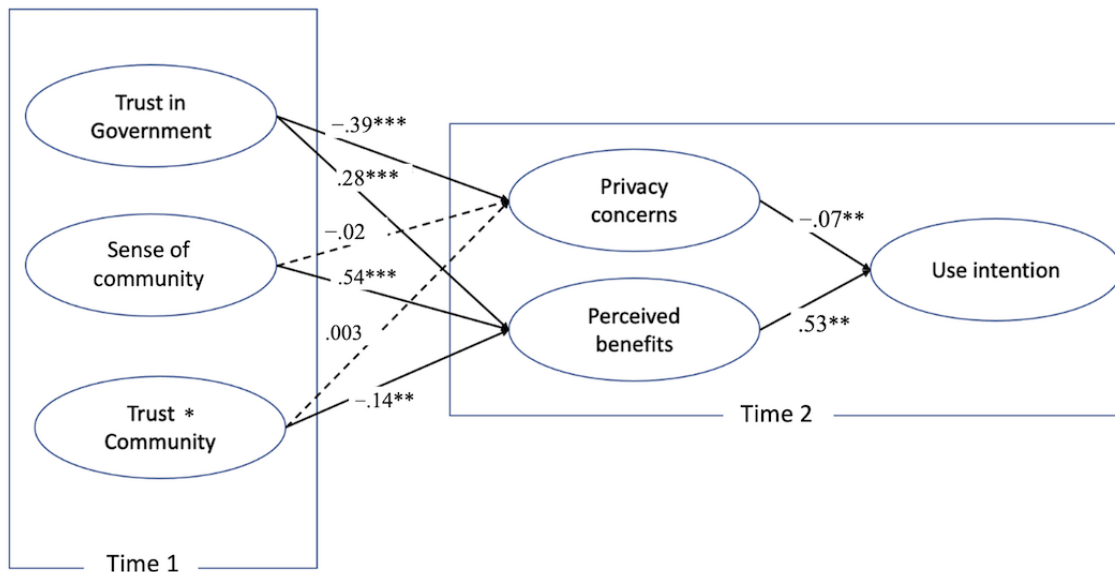 Trust in
Government
Sense of
community
Trust *
Community
Time 1
−.39***
.28***
−.02
.54***
.003
−.14**
Privacy
concerns
Perceived
benefits
−.07**
.53**
Use intention
Time 2